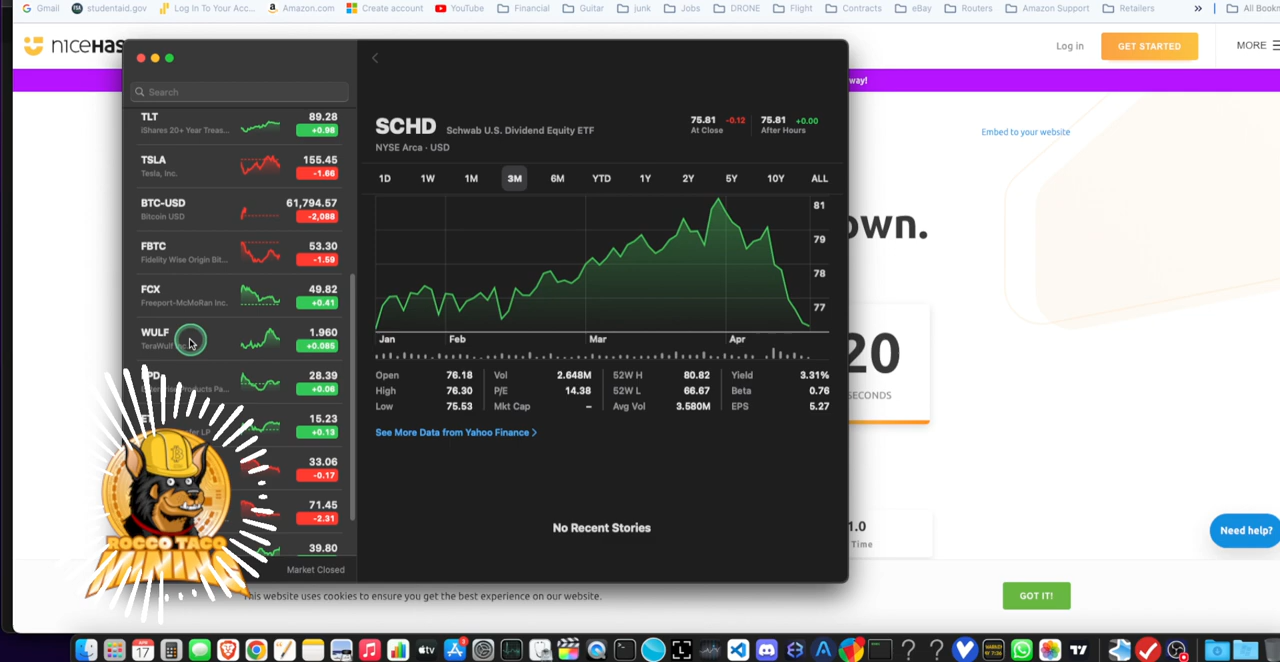 Gmail studentaid.gov Log In To Your Acc... Amazon.com Create account YouTube Financial Guitar junk Jobs DRONE Flight Contracts eBay Routers Amazon Support Retailers » All Bookm
niceHas
Log in GET STARTED MORE
way!
Embed to your website
own.
20
SECONDS
1.0
Time
Need help?
This website uses cookies to ensure you get the best experience on our website.
GOT IT!
Search
TLT 89.28
iShares 20+ Year Treas... +0.98
TSLA 155.45
Tesla, Inc. -1.66
BTC-USD 61,794.57
Bitcoin USD -2,088
FBTC 53.30
Fidelity Wise Origin Bit... -1.59
FCX 49.82
Freeport-McMoRan Inc. +0.41
WULF 1.960
TeraWulf +0.085
28.39
Products Pa... +0.06
15.23
LP +0.13
33.06
-0.17
71.45
-2.31
39.80
Market Closed
SCHD Schwab U.S. Dividend Equity ETF
NYSE Arca · USD
75.81 -0.12 75.81 +0.00
At Close After Hours
1D 1W 1M 3M 6M YTD 1Y 2Y 5Y 10Y ALL
81
79
78
77
Jan Feb Mar Apr
Open 76.18 Vol 2.648M 52W H 80.82 Yield 3.31%
High 76.30 P/E 14.38 52W L 66.67 Beta 0.76
Low 75.53 Mkt Cap – Avg Vol 3.580M EPS 5.27
See More Data from Yahoo Finance >
No Recent Stories
ROCCO TACO
MINING
17